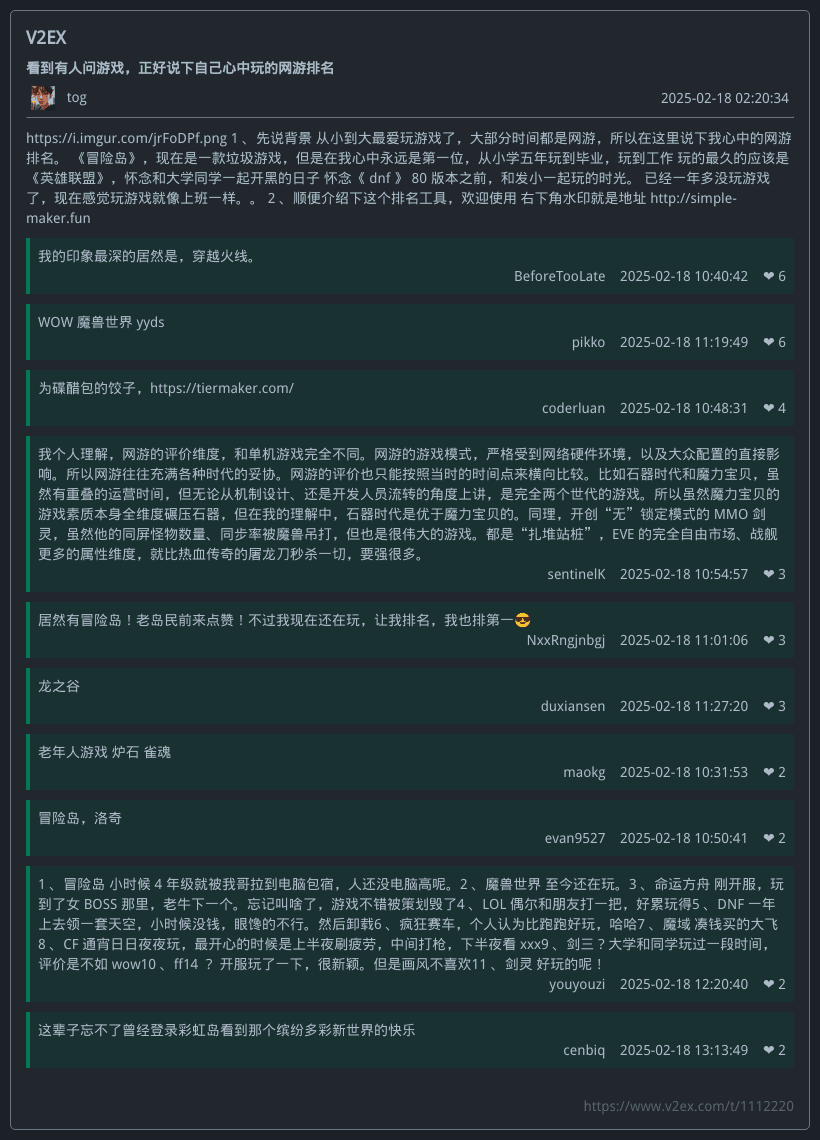 V2EX
看到有人问游戏，正好说下自己心中玩的网游排名
tog
2025-02-18 02:20:34
https://i.imgur.com/jrFoDPf.png 1 、先说背景 从小到大最爱玩游戏了，大部分时间都是网游，所以在这里说下我心中的网游
排名。 《冒险岛》，现在是一款垃圾游戏，但是在我心中永远是第一位，从小学五年玩到毕业，玩到工作 玩的最久的应该是
《英雄联盟》，怀念和大学同学一起开黑的日子 怀念《 dnf 》 80 版本之前，和发小一起玩的时光。 已经一年多没玩游戏
了，现在感觉玩游戏就像上班一样。。 2 、顺便介绍下这个排名工具，欢迎使用 右下角水印就是地址 http://simple-
maker.fun
我的印象最深的居然是，穿越火线。
BeforeTooLate 2025-02-18 10:40:42 ❤ 6
WOW 魔兽世界 yyds
pikko 2025-02-18 11:19:49 ❤ 6
为碟醋包的饺子，https://tiermaker.com/
coderluan 2025-02-18 10:48:31 ❤ 4
我个人理解，网游的评价维度，和单机游戏完全不同。网游的游戏模式，严格受到网络硬件环境，以及大众配置的直接影
响。所以网游往往充满各种时代的妥协。网游的评价也只能按照当时的时间点来横向比较。比如石器时代和魔力宝贝，虽
然有重叠的运营时间，但无论从机制设计、还是开发人员流转的角度上讲，是完全两个世代的游戏。所以虽然魔力宝贝的
游戏素质本身全维度碾压石器，但在我的理解中，石器时代是优于魔力宝贝的。同理，开创“无”锁定模式的 MMO 剑
灵，虽然他的同屏怪物数量、同步率被魔兽吊打，但也是很伟大的游戏。都是“扎堆站桩”，EVE 的完全自由市场、战舰
更多的属性维度，就比热血传奇的屠龙刀秒杀一切，要强很多。
sentinelK 2025-02-18 10:54:57 ❤ 3
居然有冒险岛！老岛民前来点赞！不过我现在还在玩，让我排名，我也排第一😎
NxxRngjnbgj 2025-02-18 11:01:06 ❤ 3
龙之谷
duxiansen 2025-02-18 11:27:20 ❤ 3
老年人游戏 炉石 雀魂
maokg 2025-02-18 10:31:53 ❤ 2
冒险岛，洛奇
evan9527 2025-02-18 10:50:41 ❤ 2
1 、冒险岛 小时候 4 年级就被我哥拉到电脑包宿，人还没电脑高呢。2 、魔兽世界 至今还在玩。3 、命运方舟 刚开服，玩
到了女 BOSS 那里，老牛下一个。忘记叫啥了，游戏不错被策划毁了4 、LOL 偶尔和朋友打一把，好累玩得5 、DNF 一年
上去领一套天空，小时候没钱，眼馋的不行。然后卸载6 、疯狂赛车，个人认为比跑跑好玩，哈哈7 、魔域 凑钱买的大飞
8 、CF 通宵日日夜夜玩，最开心的时候是上半夜刷疲劳，中间打枪，下半夜看 xxx9 、剑三？大学和同学玩过一段时间，
评价是不如 wow10 、ff14 ？ 开服玩了一下，很新颖。但是画风不喜欢11 、剑灵 好玩的呢！
youyouzi 2025-02-18 12:20:40 ❤ 2
这辈子忘不了曾经登录彩虹岛看到那个缤纷多彩新世界的快乐
cenbiq 2025-02-18 13:13:49 ❤ 2
https://www.v2ex.com/t/1112220